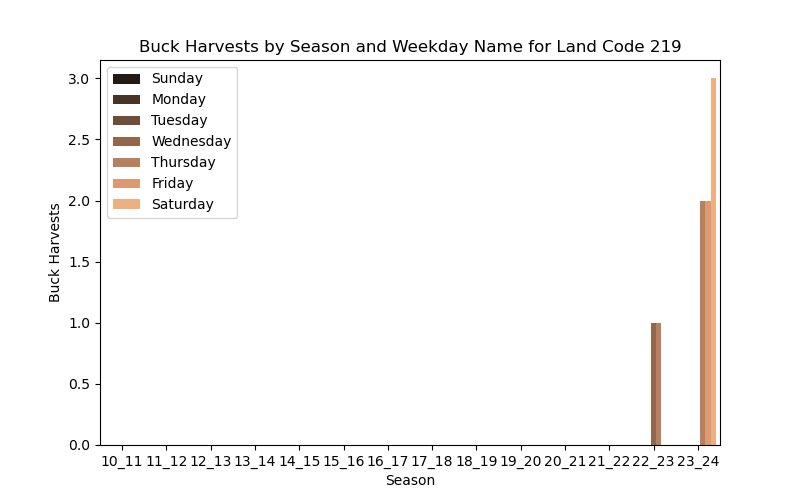 Buck Harvests by Season and Weekday Name for Land Code 219
Sunday
Monday
Tuesday
Wednesday
Thursday
Friday
Saturday
3.0
2.5
2.0
1.5
1.0
0.5
0.0
Buck Harvests
10_11 11_12 12_13 13_14 14_15 15_16 16_17 17_18 18_19 19_20 20_21 21_22 22_23 23_24
Season